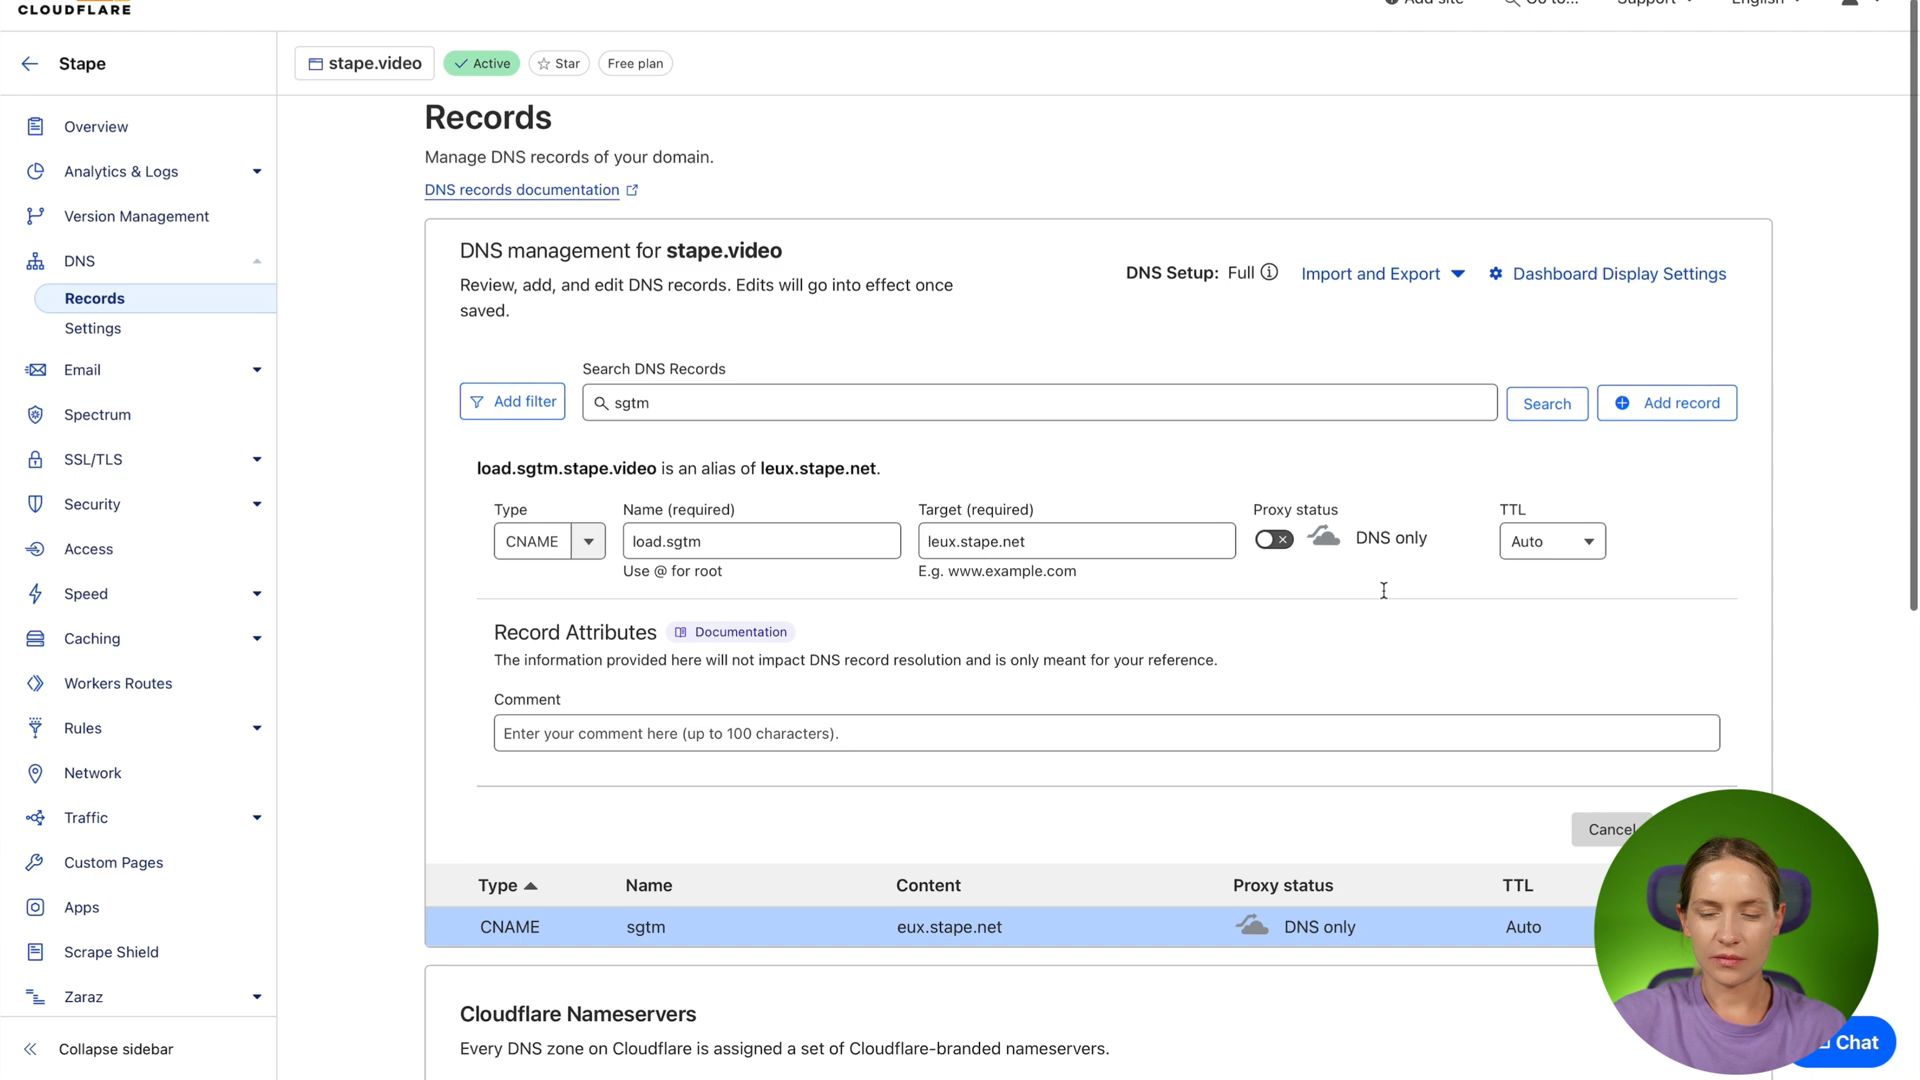 CLOUDFLARE
Add site
Go to...
Support
English
Stape
stape.video
Active
Star
Free plan
Overview
Analytics & Logs
Version Management
DNS
Records
Settings
Email
Spectrum
SSL/TLS
Security
Access
Speed
Caching
Workers Routes
Rules
Network
Traffic
Custom Pages
Apps
Scrape Shield
Zaraz
Collapse sidebar
Records
Manage DNS records of your domain.
DNS records documentation
DNS management for stape.video
Review, add, and edit DNS records. Edits will go into effect once
saved.
DNS Setup: Full
Import and Export
Dashboard Display Settings
Search DNS Records
Add filter
sgtm
Search
Add record
load.sgtm.stape.video is an alias of leux.stape.net.
Type Name (required) Target (required) Proxy status TTL
CNAME load.sgtm leux.stape.net DNS only Auto
Use @ for root E.g. www.example.com
Record Attributes Documentation
The information provided here will not impact DNS record resolution and is only meant for your reference.
Comment
Enter your comment here (up to 100 characters).
Cancel
Type Name Content Proxy status TTL
CNAME sgtm eux.stape.net DNS only Auto
Cloudflare Nameservers
Every DNS zone on Cloudflare is assigned a set of Cloudflare-branded nameservers.
Chat